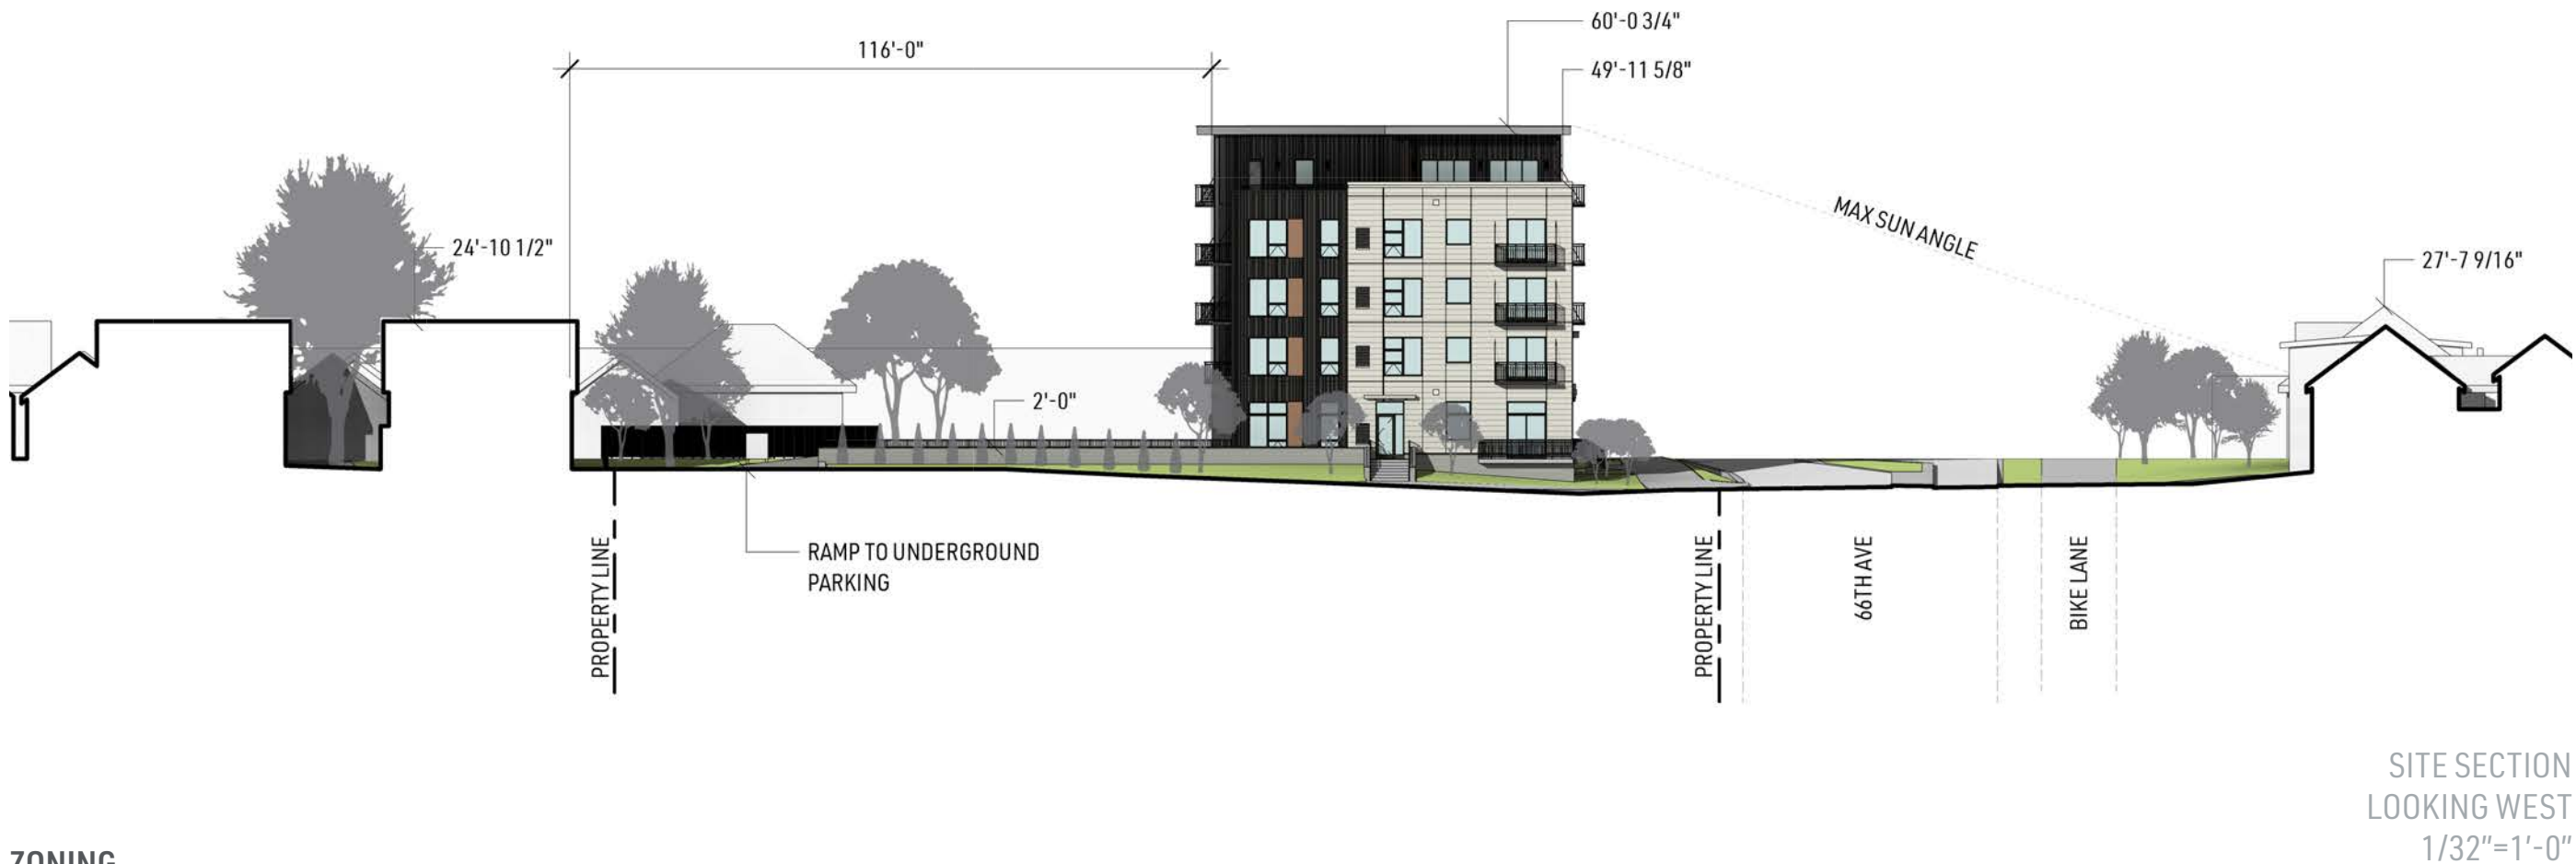 60'-0 3/4"
116'-0"
49'-11 5/8"
MAX SUN ANGLE
24'-10 1/2"
27'-7 9/16"
2'-0"
RAMP TO UNDERGROUND
PARKING
PROPERTY LINE
PROPERTY LINE
66TH AVE
BIKE LANE
SITE SECTION
LOOKING WEST
1/32"=1'-0"
ZONING